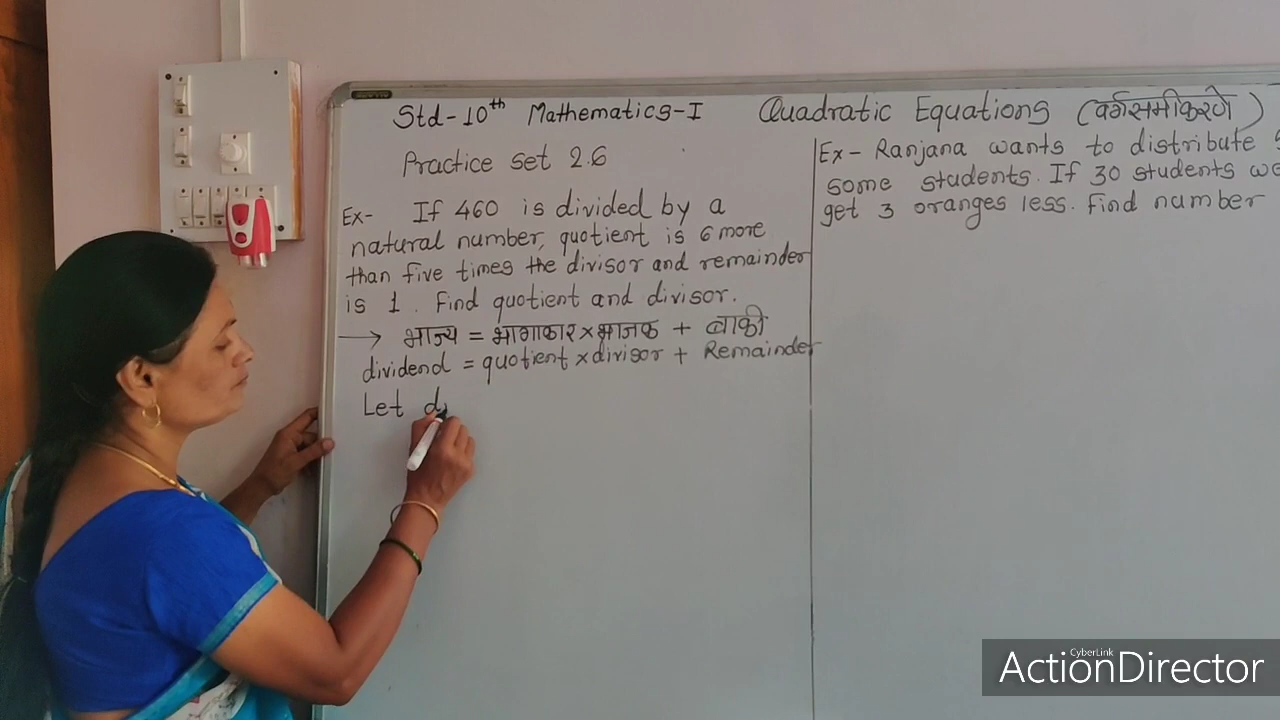 Std-10th Mathematics-I Quadratic Equations (वर्गसमीकरणे)
Practice set 2.6
Ex- If 460 is divided by a
natural number, quotient is 6 more
than five times the divisor and remainder
is 1. Find quotient and divisor.
→ भाज्य = भागाकार × भाजक + बाकी
dividend = quotient × divisor + Remainder
Let d
Ex- Ranjana wants to distribute
some students. If 30 students we
get 3 oranges less. Find number
CyberLink
ActionDirector